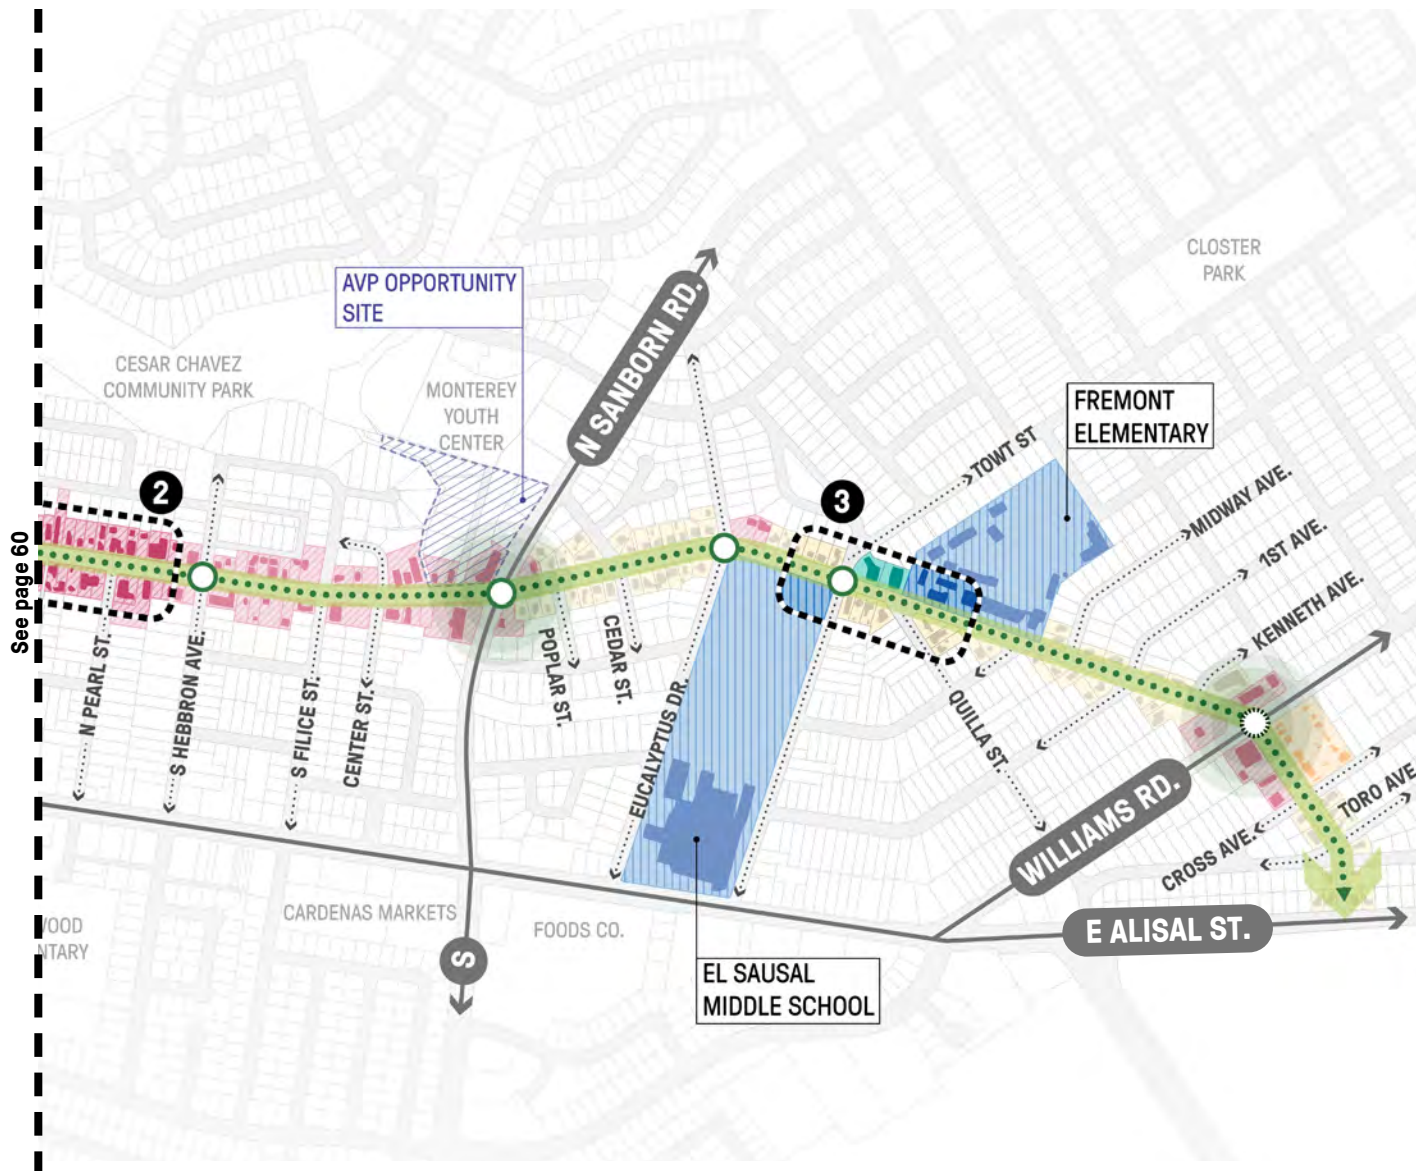 CLOSTER
PARK
AVP OPPORTUNITY
SITE
N SANBORN RD.
CESAR CHAVEZ
COMMUNITY PARK
MONTEREY
YOUTH
CENTER
FREMONT
ELEMENTARY
TOWT ST
MIDWAY AVE.
2
3
1ST AVE.
KENNETH AVE.
See page 60
N PEARL ST.
S HEBBRON AVE.
S FILICE ST.
CENTER ST.
POPLAR ST.
CEDAR ST.
EUCALYPTUS DR.
QUILLA ST.
WILLIAMS RD.
TORO AVE.
CROSS AVE.
CARDENAS MARKETS
FOODS CO.
E ALISAL ST.
WOOD
NTARY
S
EL SAUSAL
MIDDLE SCHOOL